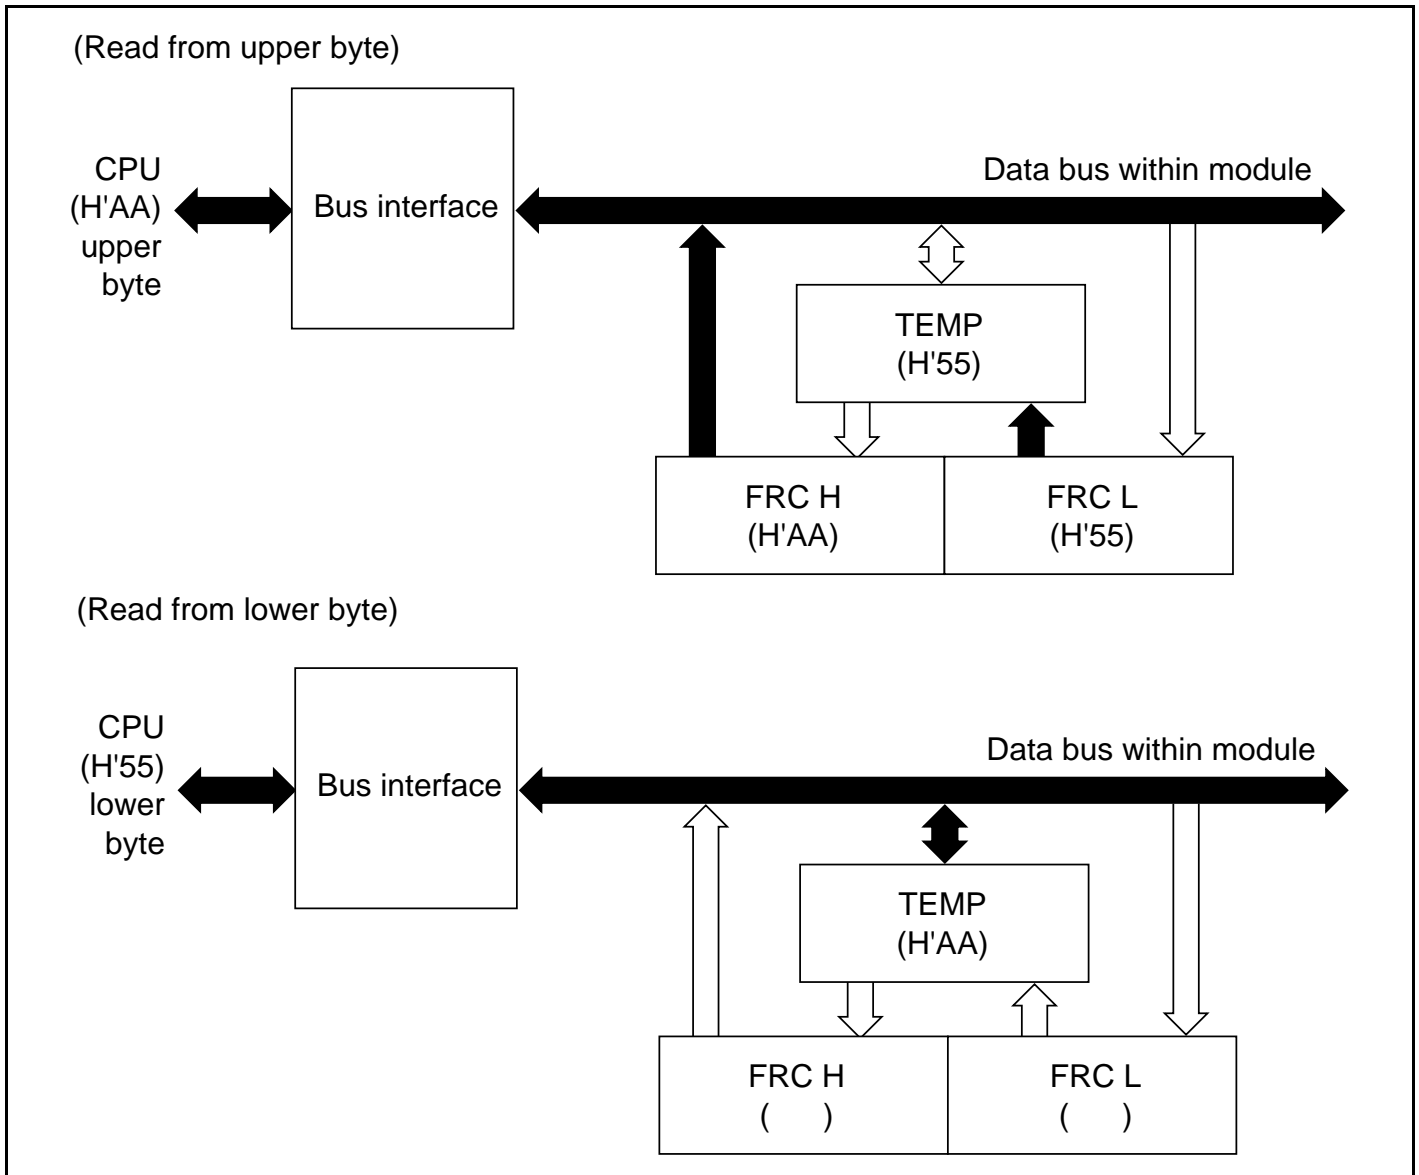 (Read from upper byte)
CPU
(H'AA)
upper
byte
Bus interface
Data bus within module
TEMP
(H'55)
FRC H
(H'AA)
FRC L
(H'55)
(Read from lower byte)
CPU
(H'55)
lower
byte
Bus interface
Data bus within module
TEMP
(H'AA)
FRC H
(    )
FRC L
(    )